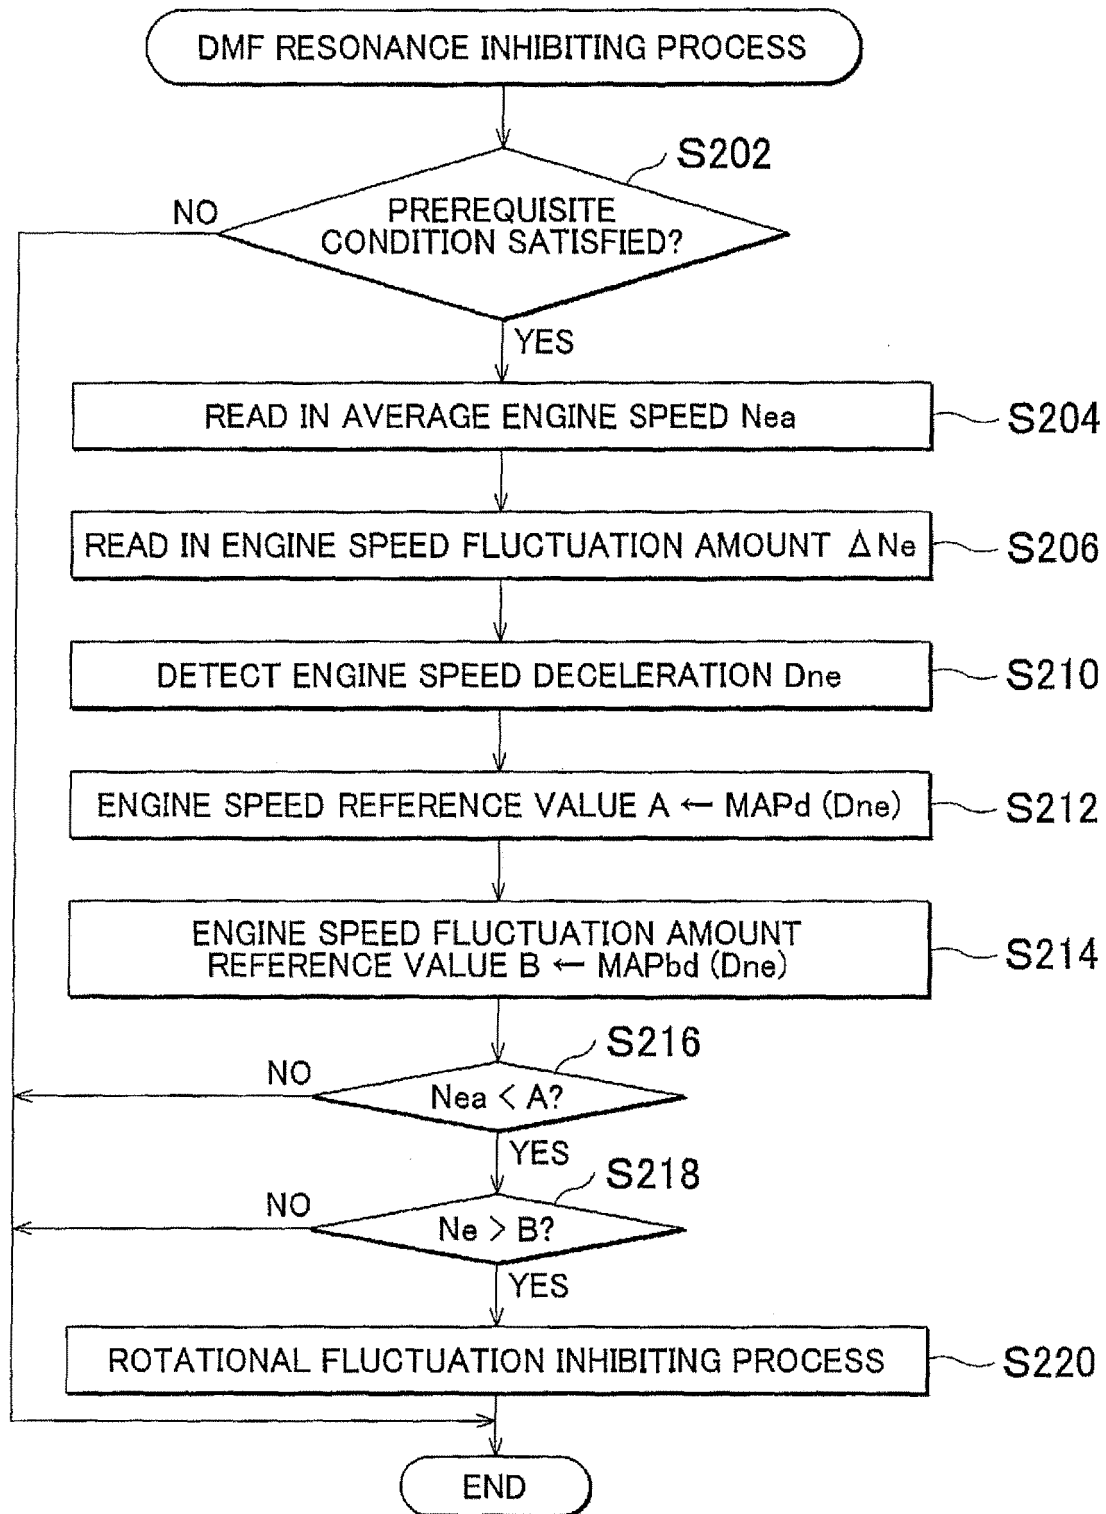 DMF RESONANCE INHIBITING PROCESS
S202
NO
PREREQUISITE
CONDITION SATISFIED?
YES
READ IN AVERAGE ENGINE SPEED Nea
S204
READ IN ENGINE SPEED FLUCTUATION AMOUNT ΔNe
S206
DETECT ENGINE SPEED DECELERATION Dne
S210
ENGINE SPEED REFERENCE VALUE A ← MAPd (Dne)
S212
ENGINE SPEED FLUCTUATION AMOUNT
REFERENCE VALUE B ← MAPbd (Dne)
S214
S216
NO
Nea < A?
YES
S218
NO
Ne > B?
YES
ROTATIONAL FLUCTUATION INHIBITING PROCESS
S220
END